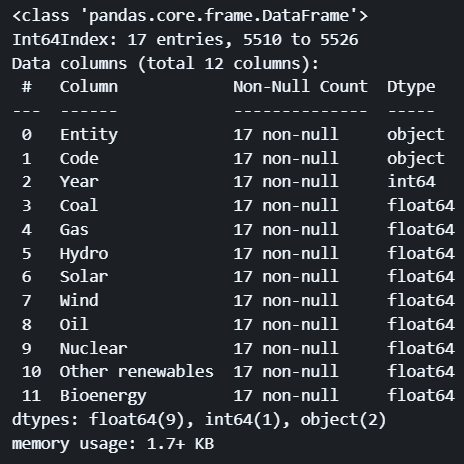 <class 'pandas.core.frame.DataFrame'>
Int64Index: 17 entries, 5510 to 5526
Data columns (total 12 columns):
 #   Column            Non-Null Count  Dtype
---  ------            --------------  -----
 0   Entity            17 non-null     object
 1   Code              17 non-null     object
 2   Year              17 non-null     int64
 3   Coal              17 non-null     float64
 4   Gas               17 non-null     float64
 5   Hydro             17 non-null     float64
 6   Solar             17 non-null     float64
 7   Wind              17 non-null     float64
 8   Oil               17 non-null     float64
 9   Nuclear           17 non-null     float64
 10  Other renewables  17 non-null     float64
 11  Bioenergy         17 non-null     float64
dtypes: float64(9), int64(1), object(2)
memory usage: 1.7+ KB